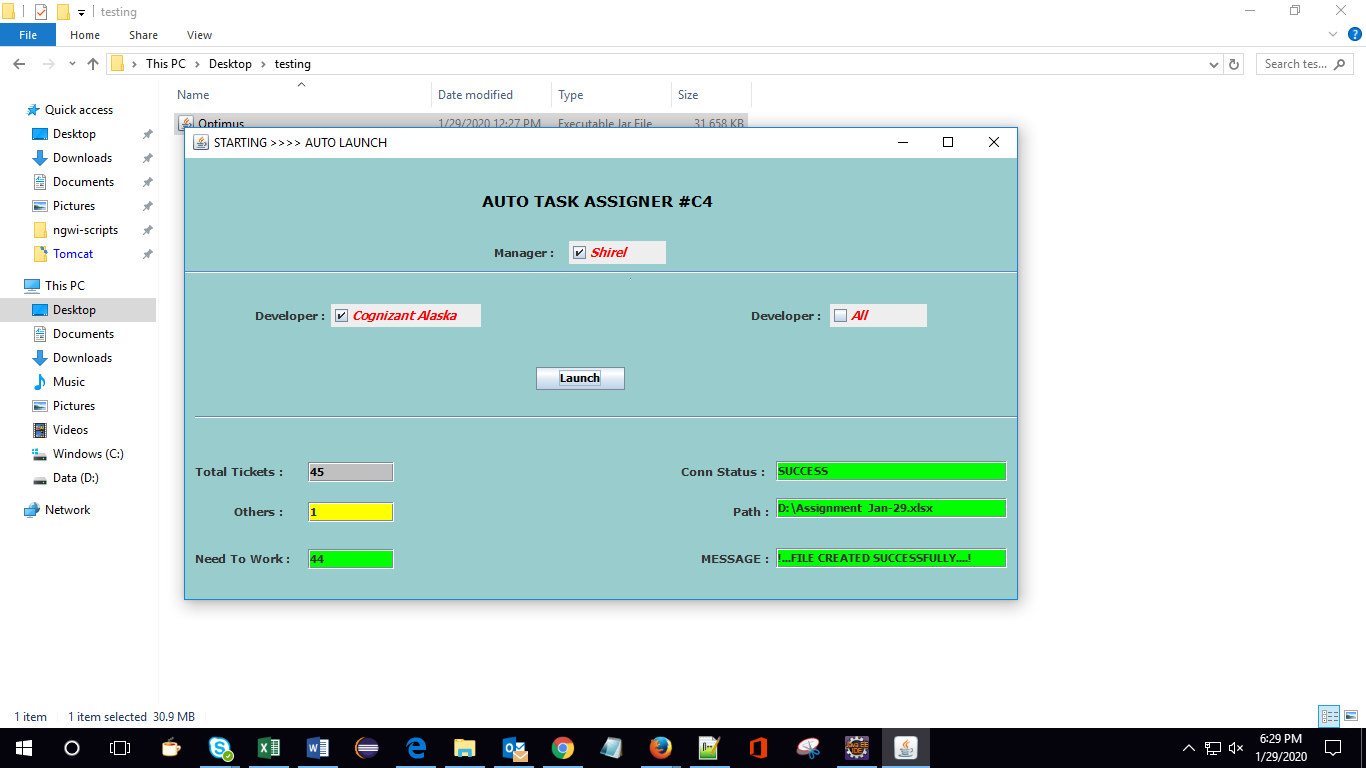 testing
File Home Share View
This PC Desktop testing
Search tes...
Name Date modified Type Size
Optimus 1/29/2020 12:27 PM Executable Jar File 31,658 KB
Quick access
Desktop
Downloads
Documents
Pictures
ngwi-scripts
Tomcat
This PC
Desktop
Documents
Downloads
Music
Pictures
Videos
Windows (C:)
Data (D:)
Network
STARTING >>>> AUTO LAUNCH
AUTO TASK ASSIGNER #C4
Manager : Shirel
Developer : Cognizant Alaska Developer : All
Launch
Total Tickets : 45 Conn Status : SUCCESS
Others : 1 Path : D:\Assignment Jan-29.xlsx
Need To Work : 44 MESSAGE : !...FILE CREATED SUCCESSFULLY....!
1 item 1 item selected 30.9 MB
6:29 PM
1/29/2020